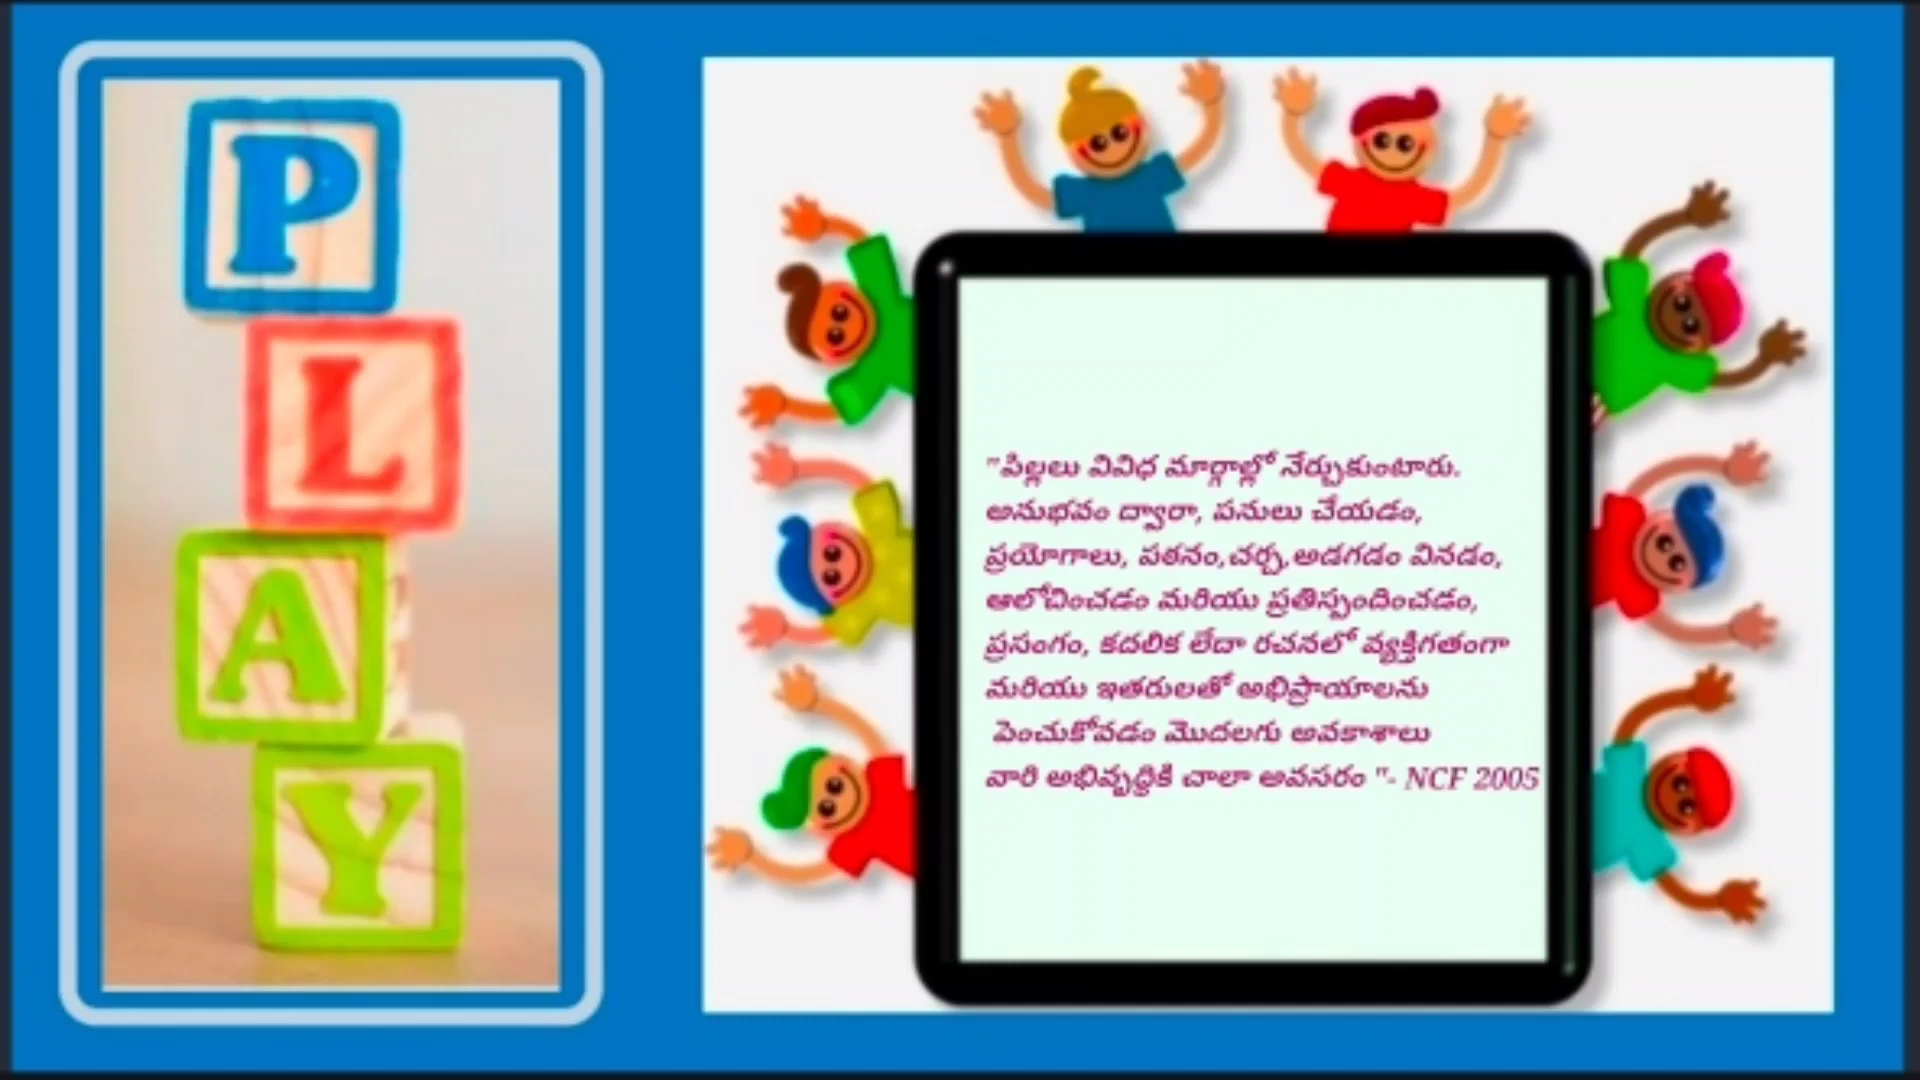 P
L
A
Y
"పిల్లలు వివిధ మార్గాల్లో నేర్చుకుంటారు.
అనుభవం ద్వారా, పనులు చేయడం,
ప్రయోగాలు, పఠనం,చర్చ,అడగడం వినడం,
ఆలోచించడం మరియు ప్రతిస్పందించడం,
ప్రసంగం, కదలిక లేదా రచనలో వ్యక్తిగతంగా
మరియు ఇతరులతో అభిప్రాయాలను
పెంచుకోవడం మొదలగు అవకాశాలు
వారి అభివృద్ధికి చాలా అవసరం "- NCF 2005